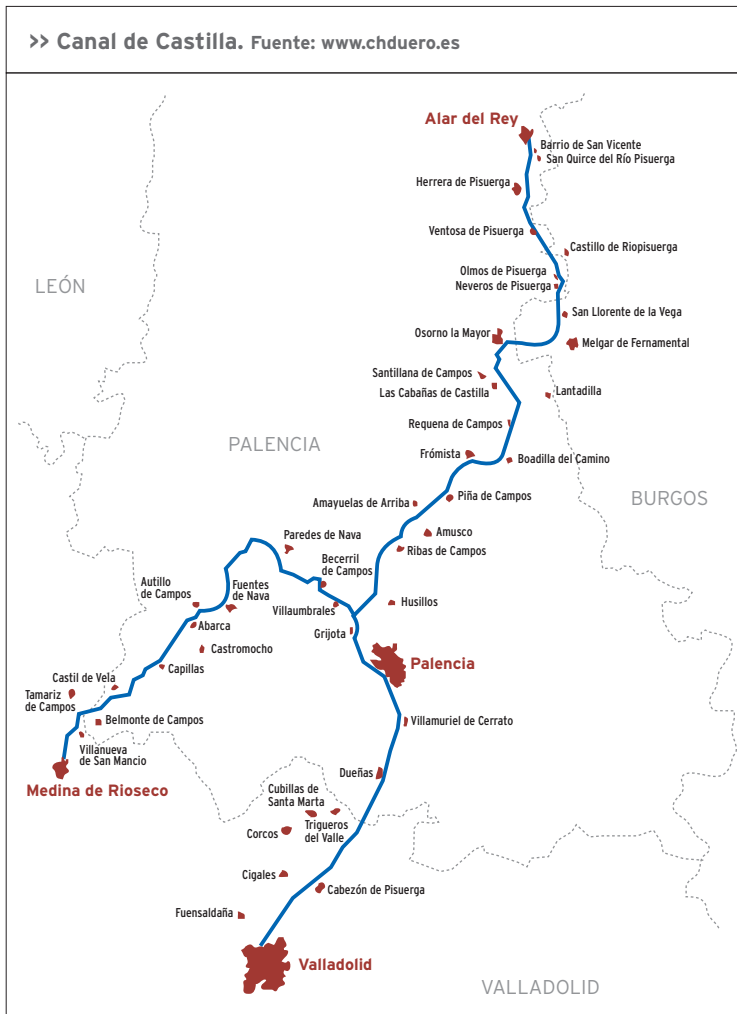 >> Canal de Castilla. Fuente: www.chduero.es
Alar del Rey
Barrio de San Vicente
San Quirce del Río Pisuerga
Herrera de Pisuerga
Ventosa de Pisuerga
Castillo de Riopisuerga
LEÓN
Olmos de Pisuerga
Neveros de Pisuerga
San Llorente de la Vega
Osorno la Mayor
Melgar de Fernamental
Santillana de Campos
Las Cabañas de Castilla
Lantadilla
Requena de Campos
PALENCIA
Frómista
Boadilla del Camino
BURGOS
Piña de Campos
Amayuelas de Arriba
Amusco
Paredes de Nava
Ribas de Campos
Becerril
de Campos
Autillo
de Campos
Fuentes
de Nava
Villaumbrales
Husillos
Abarca
Grijota
Castromocho
Palencia
Capillas
Castil de Vela
Tamariz
de Campos
Belmonte de Campos
Villamuriel de Cerrato
Villanueva
de San Mancio
Dueñas
Medina de Rioseco
Cubillas de
Santa Marta
Trigueros
del Valle
Corcos
Cigales
Cabezón de Pisuerga
Fuensaldaña
Valladolid
VALLADOLID